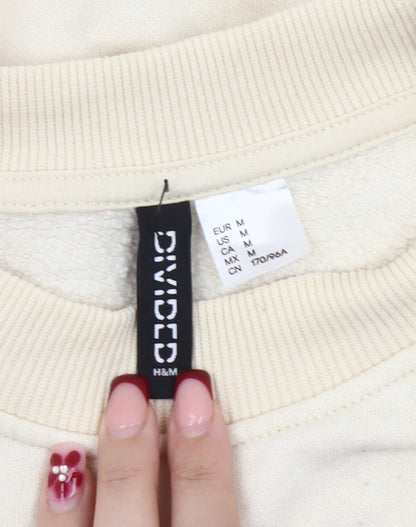 DIVIDED
H&M
EUR M
US M
CA M
MX M
CN 170/96A